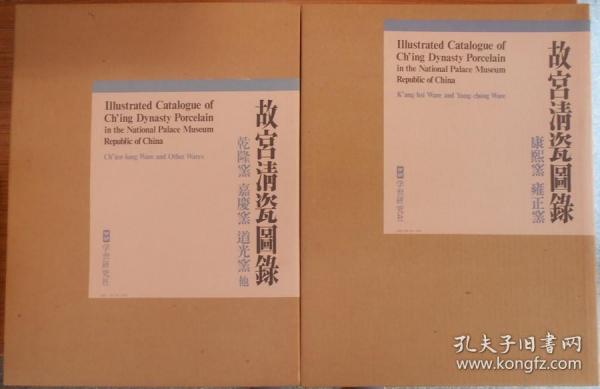 Illustrated Catalogue of
Ch'ing Dynasty Porcelain
in the National Palace Museum
Republic of China
Ch'ien-lung Ware and Other Wares
故宮清瓷圖錄
乾隆窯 嘉慶窯 道光窯 他
学習研究社
Illustrated Catalogue of
Ch'ing Dynasty Porcelain
in the National Palace Museum
Republic of China
K'ang-hsi Ware and Yung-cheng Ware
故宮清瓷圖錄
康熙窯 雍正窯
学習研究社
孔夫子旧书网
www.kongfz.com